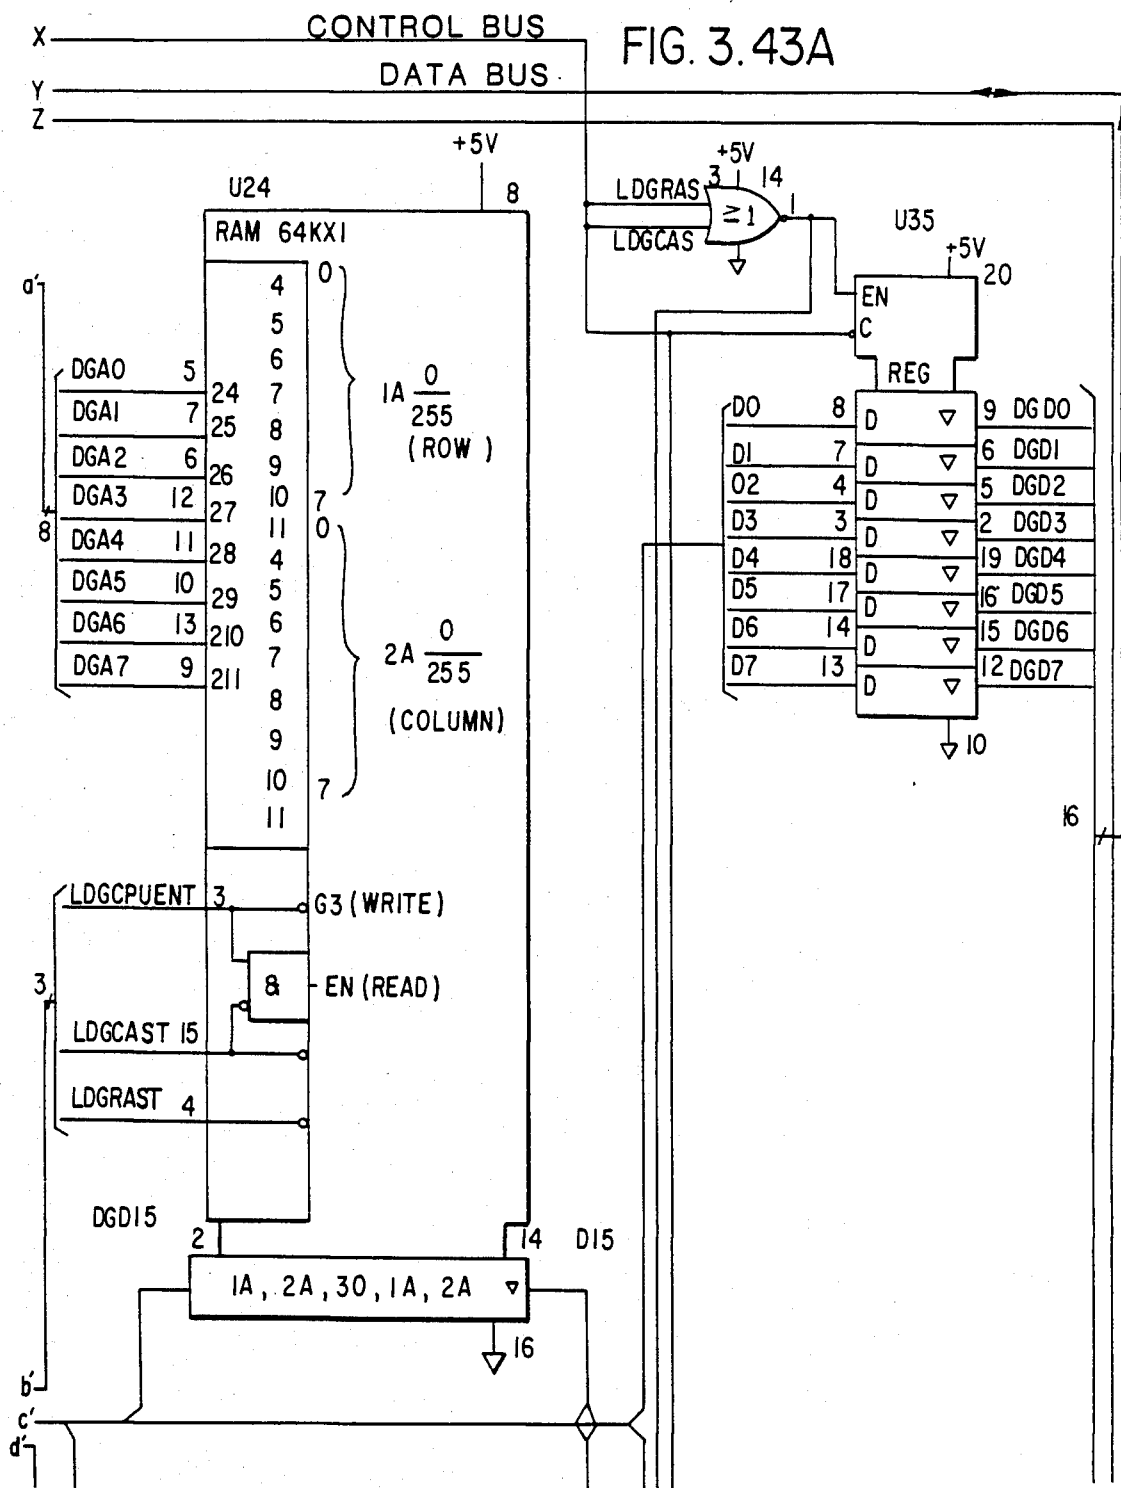 X
CONTROL BUS
FIG. 3.43A
Y
DATA BUS
Z
+5V
U24
8
RAM 64KX1
a'
4
0
5
6
7
8
9
10
7
11
0
4
5
6
7
8
9
10
7
11
1A 0
255
(ROW )
2A 0
255
(COLUMN)
DGA0 5
24
DGA1 7
25
DGA2 6
26
DGA3 12
27
8
DGA4 11
28
DGA5 10
29
DGA6 13
210
DGA7 9
211
LDGCPUENT 3
G3 (WRITE)
&
EN (READ)
3
LDGCAST 15
LDGRAST 4
DGD15
2
14
D15
1A, 2A, 30, 1A, 2A ▽
16
b'
c'
d'
+5V
3
14
LDGRAS
≥1
1
LDGCAS
U35
+5V
20
EN
C
REG
D0 8 D ▽ 9 DGD0
D1 7 D ▽ 6 DGD1
02 4 D ▽ 5 DGD2
D3 3 D ▽ 2 DGD3
D4 18 D ▽ 19 DGD4
D5 17 D ▽ 16 DGD5
D6 14 D ▽ 15 DGD6
D7 13 D ▽ 12 DGD7
10
16